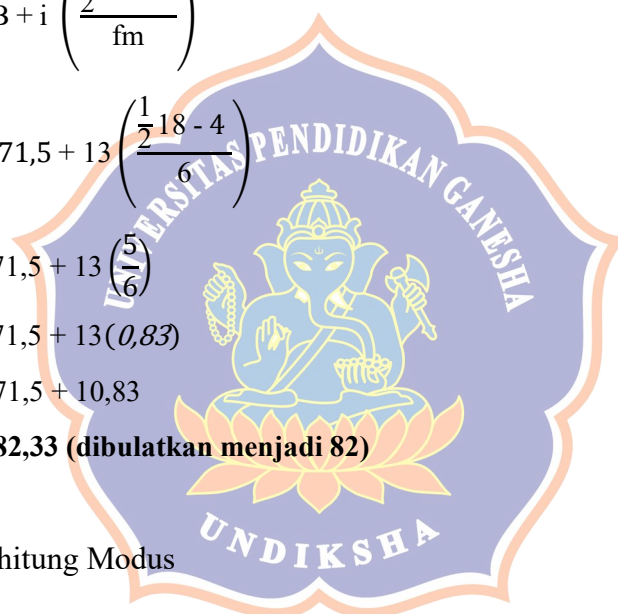 B + i (2 / fm)
71,5 + 13 (½ 18 - 4 / 6)
71,5 + 13 (5/6)
71,5 + 13(0,83)
71,5 + 10,83
82,33 (dibulatkan menjadi 82)
hitung Modus
UNIVERSITAS PENDIDIKAN GANESHA
UNDIKSHA